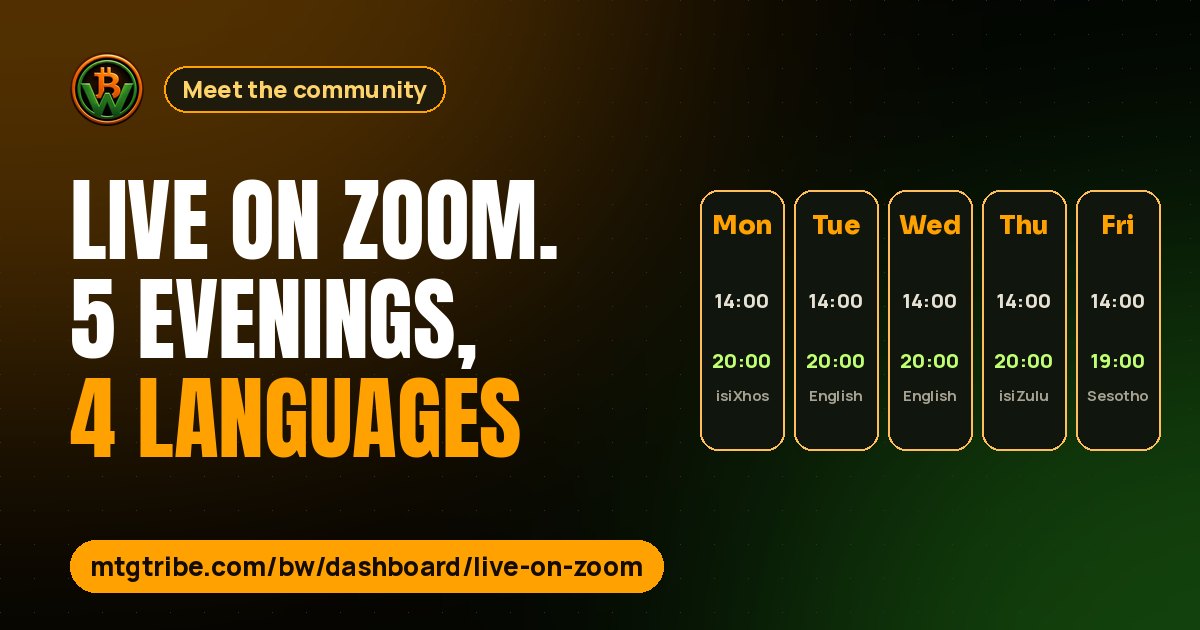 Meet the community
LIVE ON ZOOM.
5 EVENINGS,
4 LANGUAGES
Mon
14:00
20:00
isiXhos
Tue
14:00
20:00
English
Wed
14:00
20:00
English
Thu
14:00
20:00
isiZulu
Fri
14:00
19:00
Sesotho
mtgtribe.com/bw/dashboard/live-on-zoom